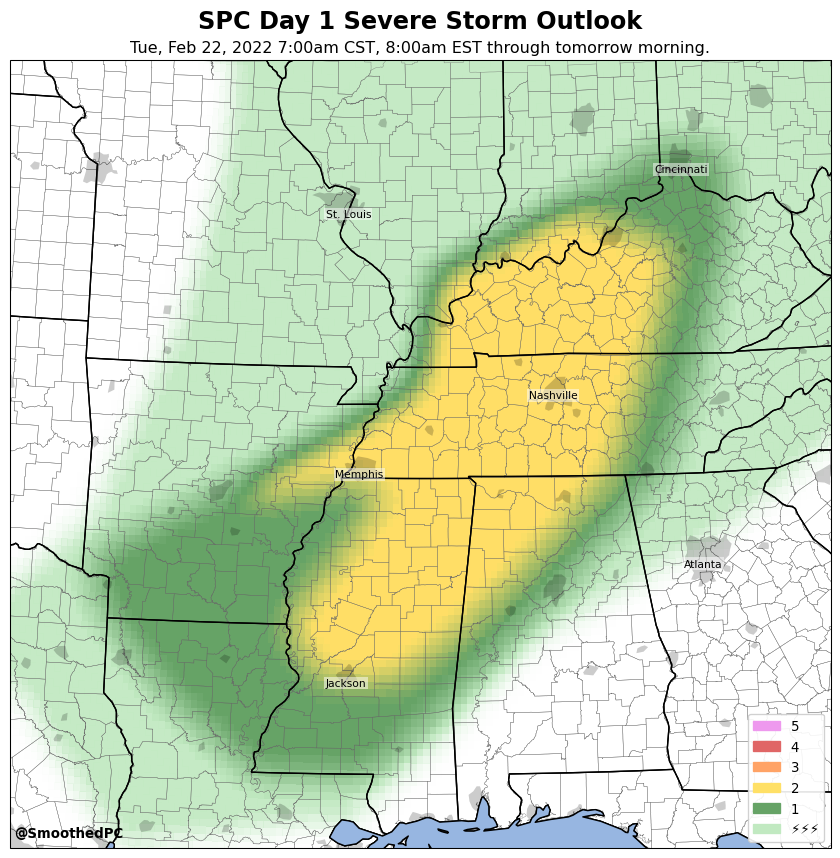 SPC Day 1 Severe Storm Outlook
Tue, Feb 22, 2022 7:00am CST, 8:00am EST through tomorrow morning.
Cincinnati
St. Louis
Nashville
Memphis
Atlanta
Jackson
5
4
3
2
1
⚡⚡⚡
@SmoothedPC